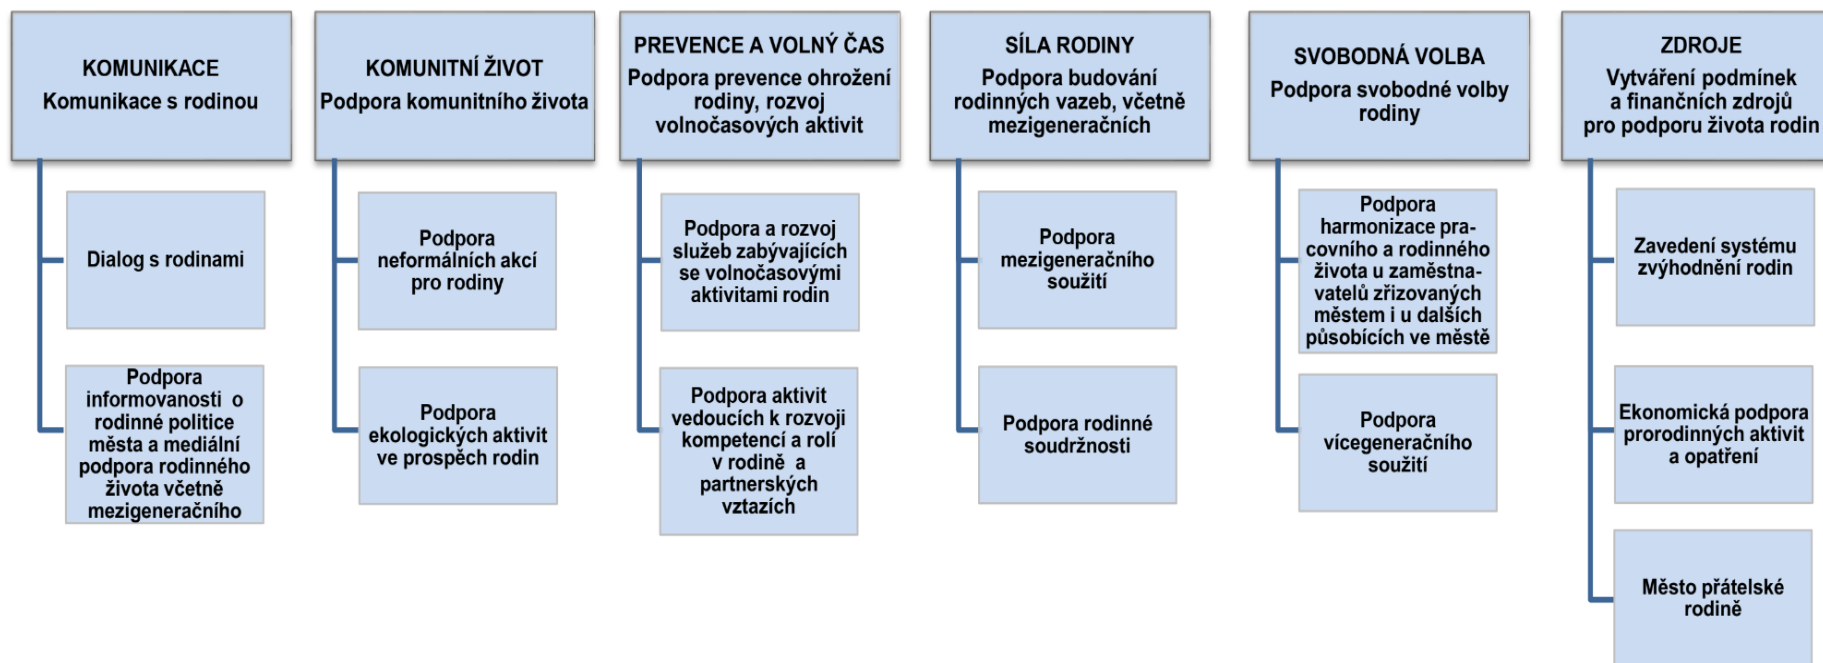 KOMUNIKACE
Komunikace s rodinou
Dialog s rodinami
Podpora
informovanosti o
rodinné politice
města a mediální
podpora rodinného
života včetně
mezigeneračního
KOMUNITNÍ ŽIVOT
Podpora komunitního života
Podpora
neformálních akcí
pro rodiny
Podpora
ekologických aktivit
ve prospěch rodin
PREVENCE A VOLNÝ ČAS
Podpora prevence ohrožení
rodiny, rozvoj
volnočasových aktivit
Podpora a rozvoj
služeb zabývajících
se volnočasovými
aktivitami rodin
Podpora aktivit
vedoucích k rozvoji
kompetencí a rolí
v rodině a
partnerských
vztazích
SÍLA RODINY
Podpora budování
rodinných vazeb, včetně
mezigeneračních
Podpora
mezigeneračního
soužití
Podpora rodinné
soudržnosti
SVOBODNÁ VOLBA
Podpora svobodné volby
rodiny
Podpora
harmonizace pra-
covního a rodinného
života u zaměstna-
vatelů zřizovaných
městem i u dalších
působících ve městě
Podpora
vícegeneračního
soužití
ZDROJE
Vytváření podmínek
a finančních zdrojů
pro podporu života rodin
Zavedení systému
zvýhodnění rodin
Ekonomická podpora
prorodinných aktivit
a opatření
Město přátelské
rodině